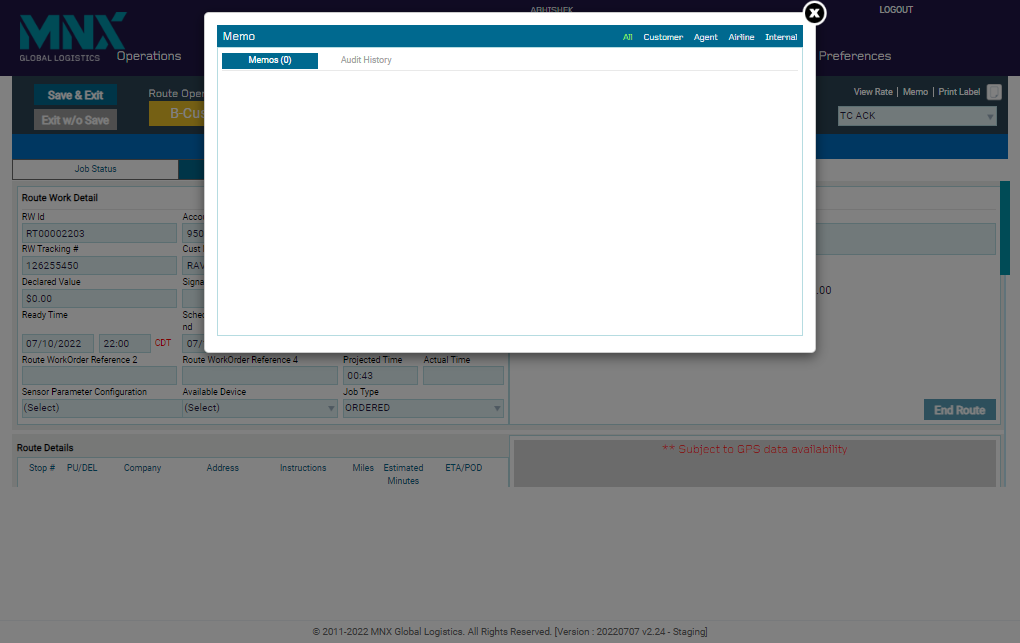 ABHISHEK
LOGOUT
MNX
GLOBAL LOGISTICS
Operations
Preferences
Memo
All Customer Agent Airline Internal
Memos (0)
Audit History
Save & Exit
Exit w/o Save
Route Oper
B-Cus
View Rate | Memo | Print Label
TC ACK
Job Status
Route Work Detail
RW Id
RT00002203
RW Tracking #
126255450
Declared Value
$0.00
Ready Time
07/10/2022 22:00 CDT
Accou
950
Cust
RAV
Signa
Sched
nd
07/
.00
Route WorkOrder Reference 2
Route WorkOrder Reference 4
Projected Time
00:43
Actual Time
Sensor Parameter Configuration
(Select)
Available Device
(Select)
Job Type
ORDERED
End Route
Route Details
Stop # PU/DEL Company Address Instructions Miles Estimated Minutes ETA/POD
** Subject to GPS data availability
© 2011-2022 MNX Global Logistics. All Rights Reserved. [Version : 20220707 v2.24 - Staging]